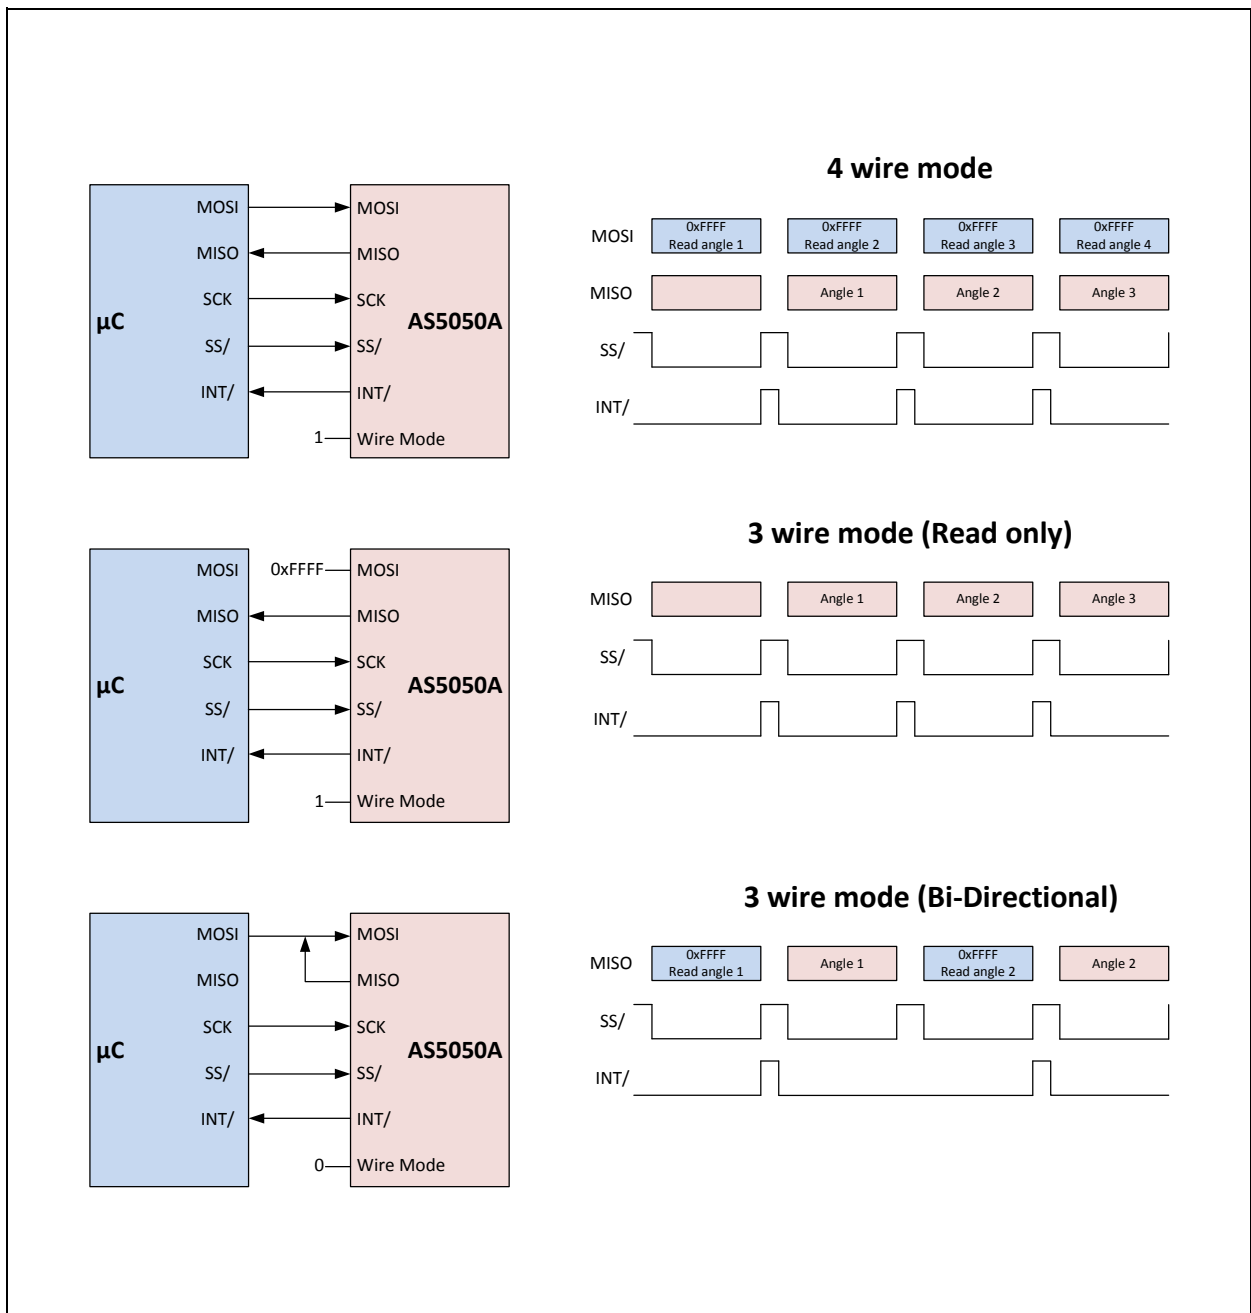 4 wire mode
MOSI MOSI
MISO MISO
SCK SCK
µC AS5050A
SS/ SS/
INT/ INT/
1 Wire Mode
MOSI
0xFFFF
Read angle 1
0xFFFF
Read angle 2
0xFFFF
Read angle 3
0xFFFF
Read angle 4
MISO Angle 1 Angle 2 Angle 3
SS/
INT/
3 wire mode (Read only)
MOSI 0xFFFF MOSI
MISO MISO
SCK SCK
µC AS5050A
SS/ SS/
INT/ INT/
1 Wire Mode
MISO Angle 1 Angle 2 Angle 3
SS/
INT/
3 wire mode (Bi-Directional)
MOSI MOSI
MISO MISO
SCK SCK
µC AS5050A
SS/ SS/
INT/ INT/
0 Wire Mode
MISO
0xFFFF
Read angle 1
Angle 1
0xFFFF
Read angle 2
Angle 2
SS/
INT/